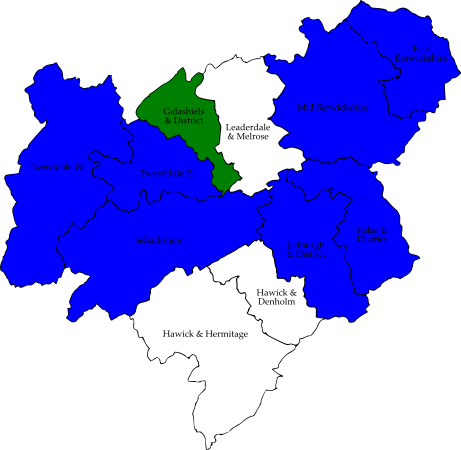 East
Berwickshire
Galashiels
& District
Mid Berwickshire
Leaderdale
& Melrose
Tweeddale W
Tweeddale E
Selkirkshire
Jedburgh
& District
Kelso &
District
Hawick &
Denholm
Hawick & Hermitage